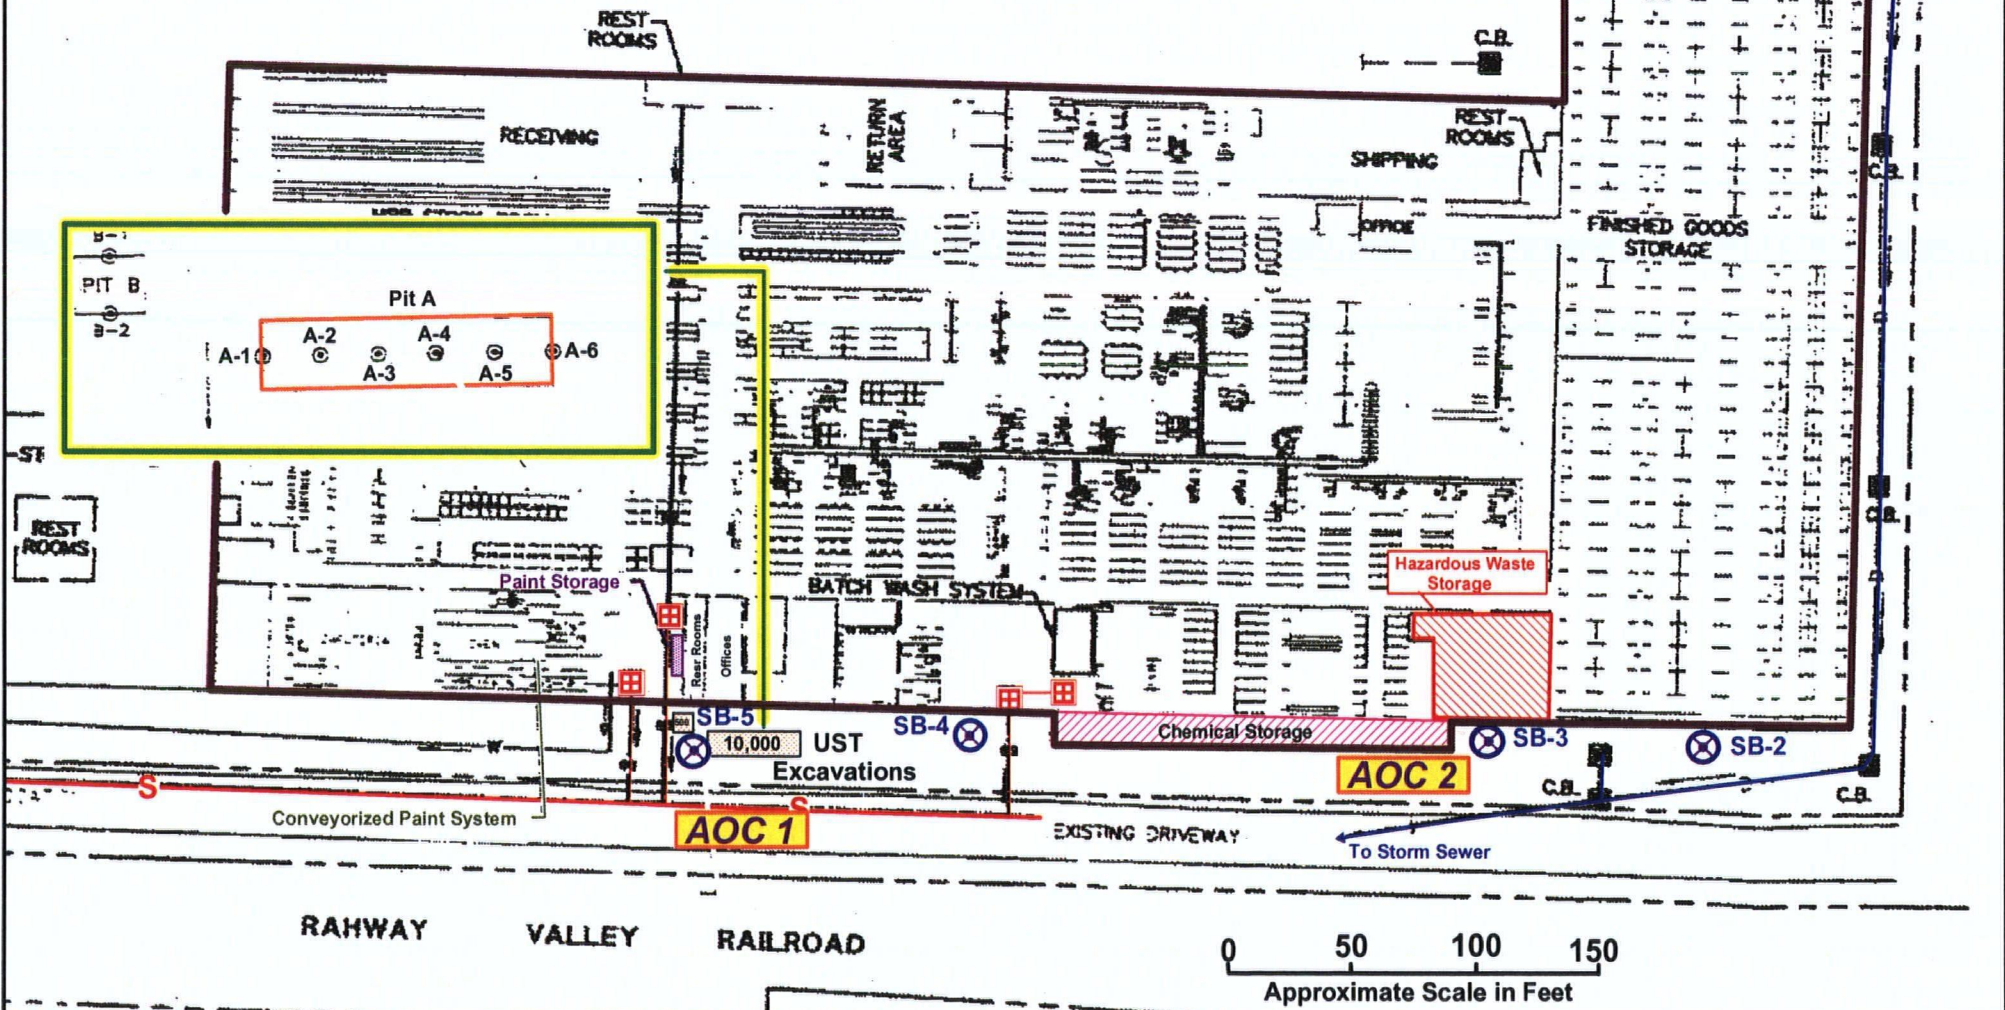 REST
ROOMS
C.B.
RECEIVING
RETURN
AREA
REST
ROOMS
SHIPPING
C.B.
OFFICE
FINISHED GOODS
STORAGE
B-1
PIT B
B-2
Pit A
A-1
A-2
A-3
A-4
A-5
A-6
ST
REST
ROOMS
C.B.
Hazardous Waste
Storage
Paint Storage
BATCH WASH SYSTEM
Resr Rooms
Offices
500
SB-5
10,000
UST
Excavations
SB-4
Chemical Storage
SB-3
SB-2
AOC 2
C.B.
C.B.
W
S
S
Conveyorized Paint System
AOC 1
EXISTING DRIVEWAY
To Storm Sewer
RAHWAY VALLEY RAILROAD
0 50 100 150
Approximate Scale in Feet